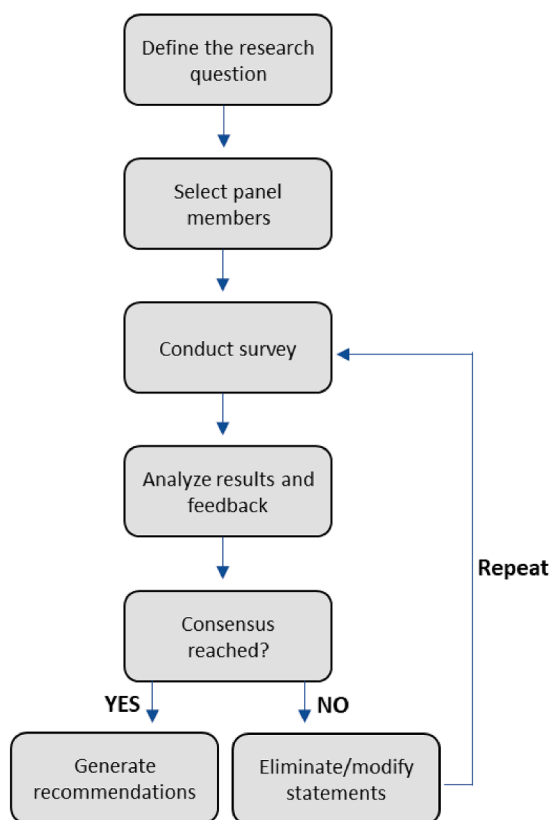 Define the research
question
Select panel
members
Conduct survey
Analyze results and
feedback
Repeat
Consensus
reached?
YES
NO
Generate
recommendations
Eliminate/modify
statements